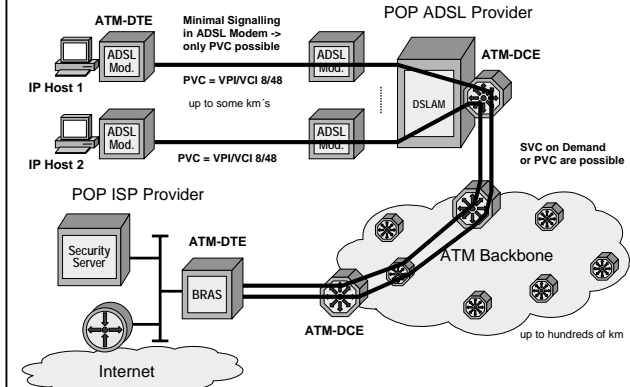 POP ADSL Provider
ATM-DTE
Minimal Signalling
in ADSL Modem ->
only PVC possible
ADSL
Mod.
ADSL
Mod.
ATM-DCE
IP Host 1
PVC = VPI/VCI 8/48
up to some km´s
DSLAM
ADSL
Mod.
ADSL
Mod.
IP Host 2
PVC = VPI/VCI 8/48
SVC on Demand
or PVC are possible
POP ISP Provider
Security
Server
ATM-DTE
BRAS
ATM Backbone
ATM-DCE
up to hundreds of km
Internet